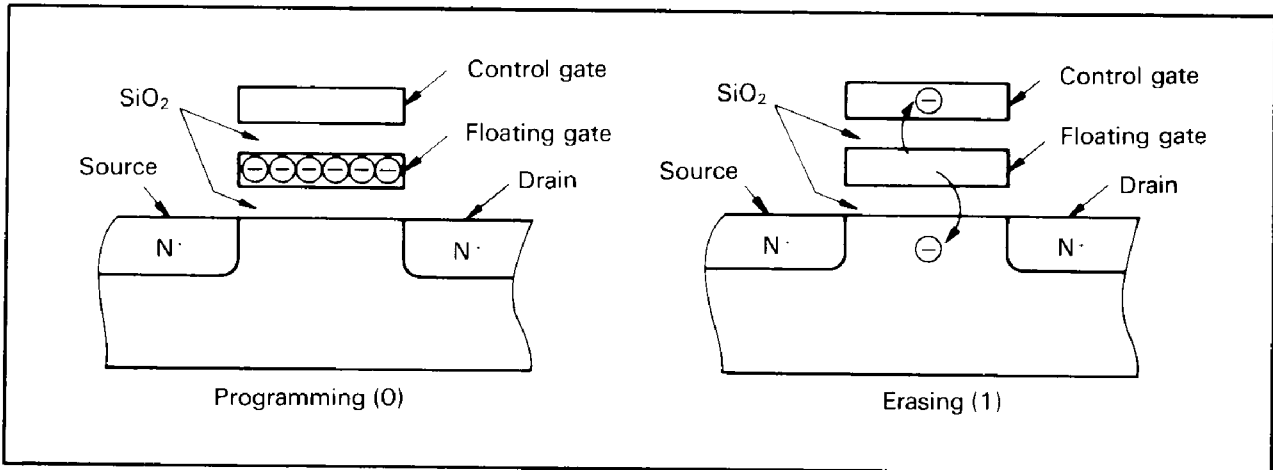 Control gate
SiO₂
Floating gate
⊖⊖⊖⊖⊖⊖
Source
Drain
N⁺
N⁺
Programming (0)
⊖
Control gate
SiO₂
Floating gate
Source
Drain
N⁺
⊖
N⁺
Erasing (1)